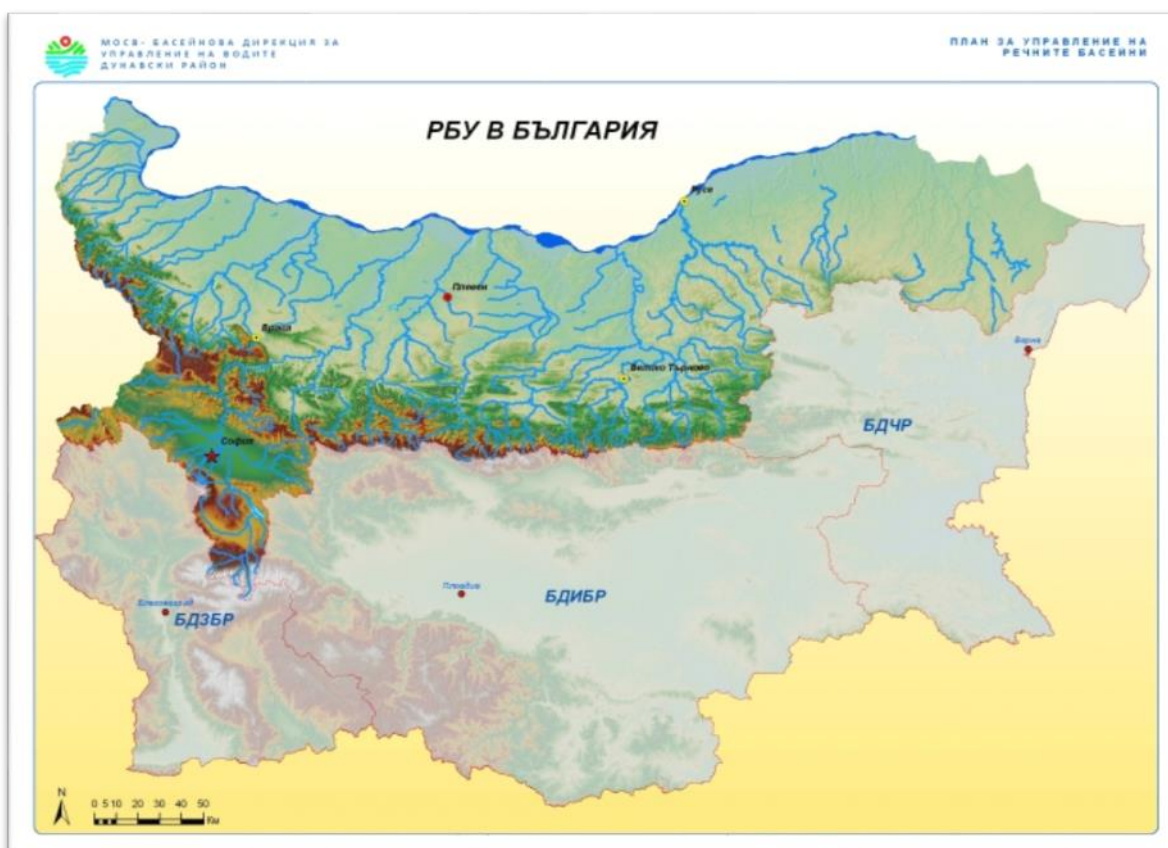 МОСВ- БАСЕЙНОВА ДИРЕКЦИЯ ЗА
УПРАВЛЕНИЕ НА ВОДИТЕ
ДУНАВСКИ РАЙОН
ПЛАН ЗА УПРАВЛЕНИЕ НА
РЕЧНИТЕ БАСЕЙНИ
РБУ В БЪЛГАРИЯ
Русе
Плевен
Враца
Варна
Велико Търново
БДЧР
София
Пловдив
БДИБР
Благоевград
БДЗБР
N
0 5 10 20 30 40 50
Км